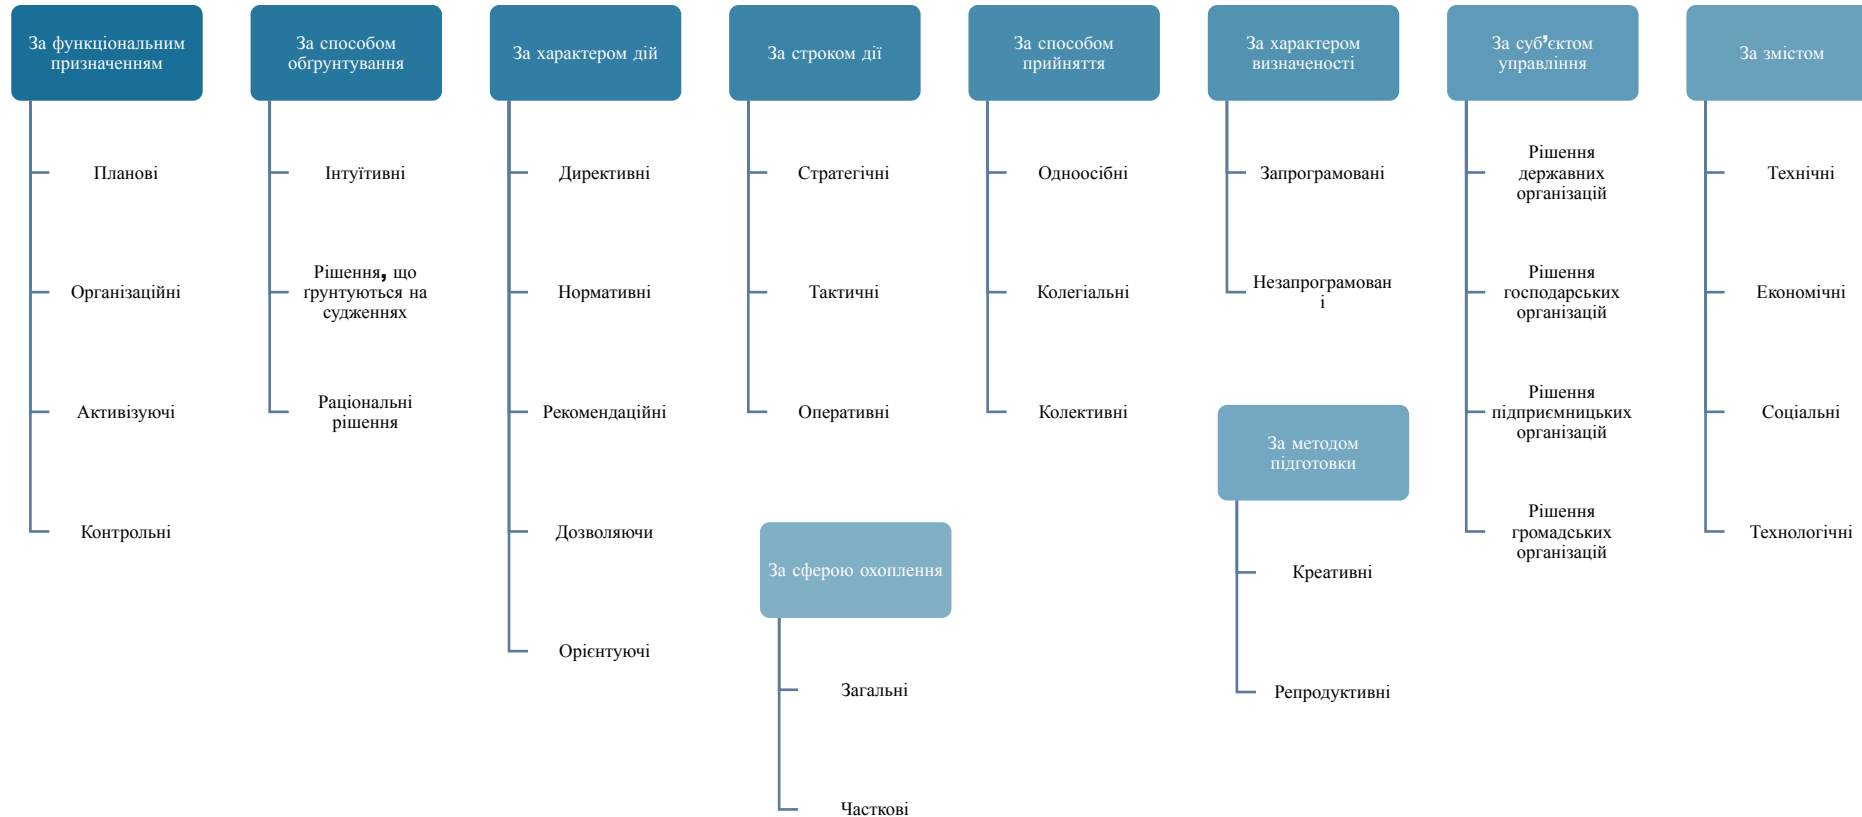 За функціональним
призначенням
Планові
Організаційні
Активізуючі
Контрольні
За способом
обґрунтування
Інтуїтивні
Рішення, що
ґрунтуються на
судженнях
Раціональні
рішення
За характером дій
Директивні
Нормативні
Рекомендаційні
Дозволяючи
Орієнтуючі
За строком дії
Стратегічні
Тактичні
Оперативні
За сферою охоплення
Загальні
Часткові
За способом
прийняття
Одноосібні
Колегіальні
Колективні
За характером
визначеності
Запрограмовані
Незапрограмован
і
За методом
підготовки
Креативні
Репродуктивні
За суб'єктом
управління
Рішення
державних
організацій
Рішення
господарських
організацій
Рішення
підприємницьких
організацій
Рішення
громадських
організацій
За змістом
Технічні
Економічні
Соціальні
Технологічні